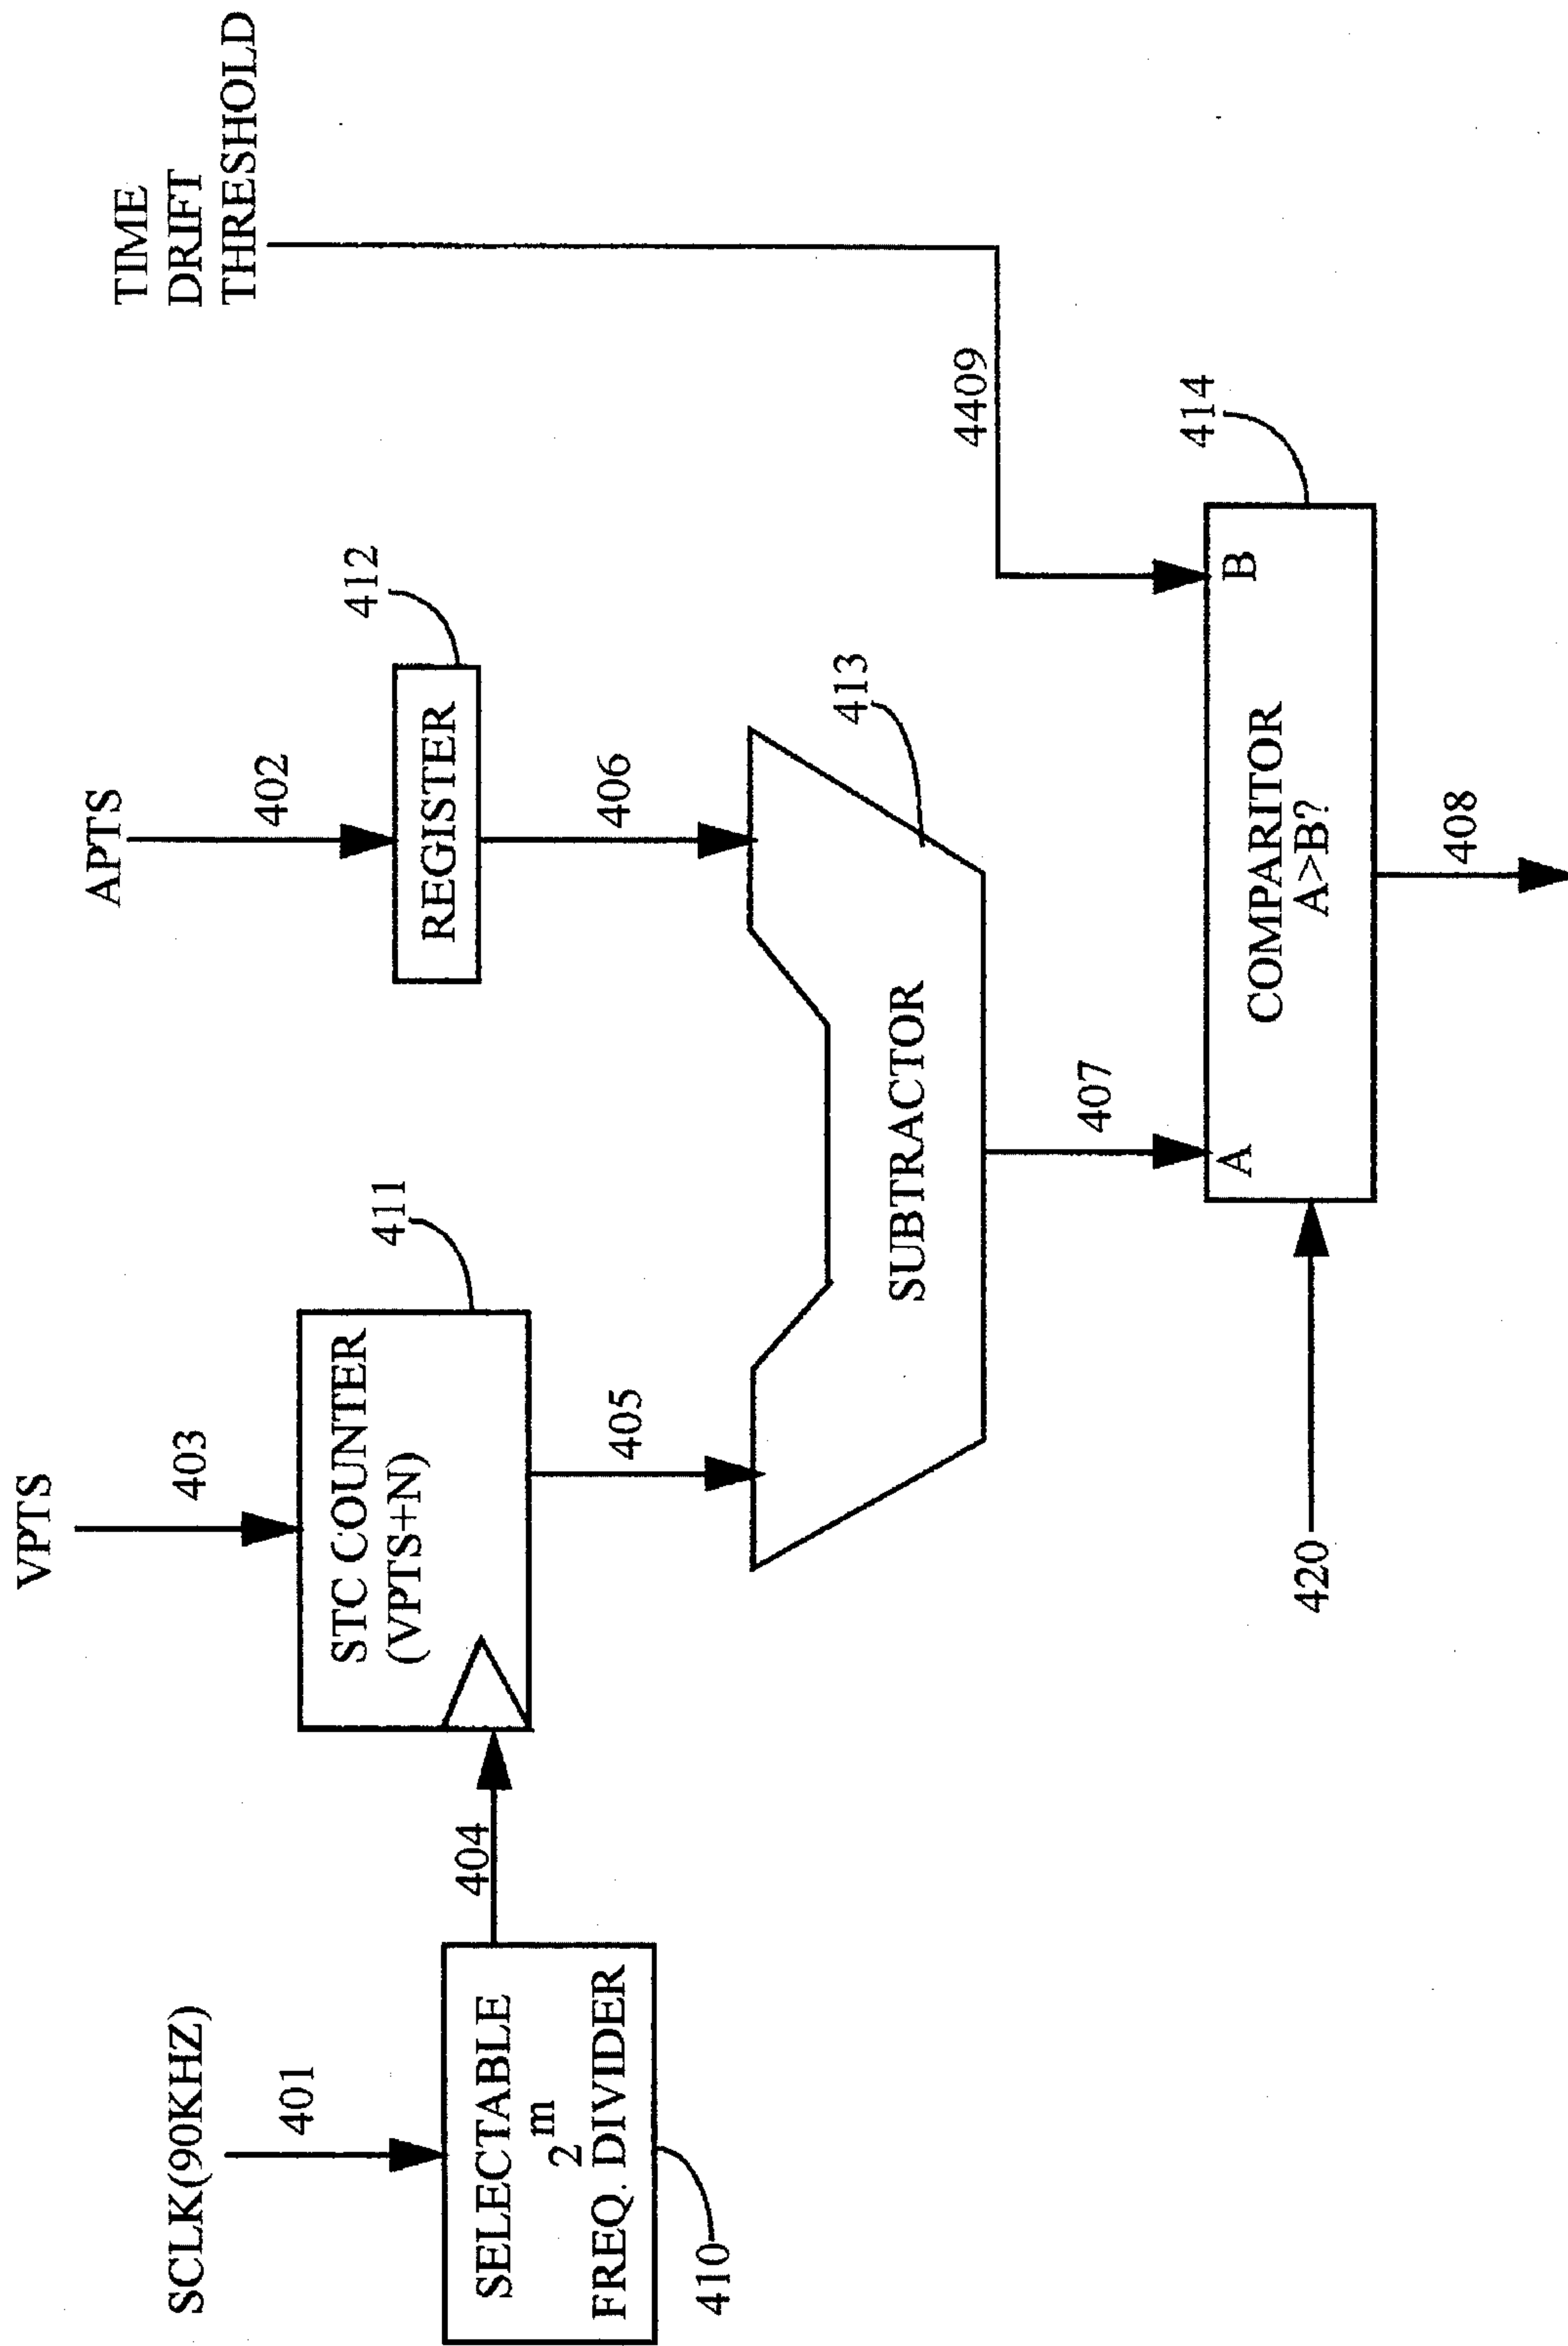 VPTS
403
APTS
402
TIME
DRIFT
THRESHOLD
SCLK(90KHZ)
401
STC COUNTER
(VPTS+N)
411
REGISTER
412
404
SELECTABLE
2^m
FREQ. DIVIDER
410
405
406
SUBTRACTOR
413
4409
407
A
B
COMPARITOR
A>B?
414
420
408